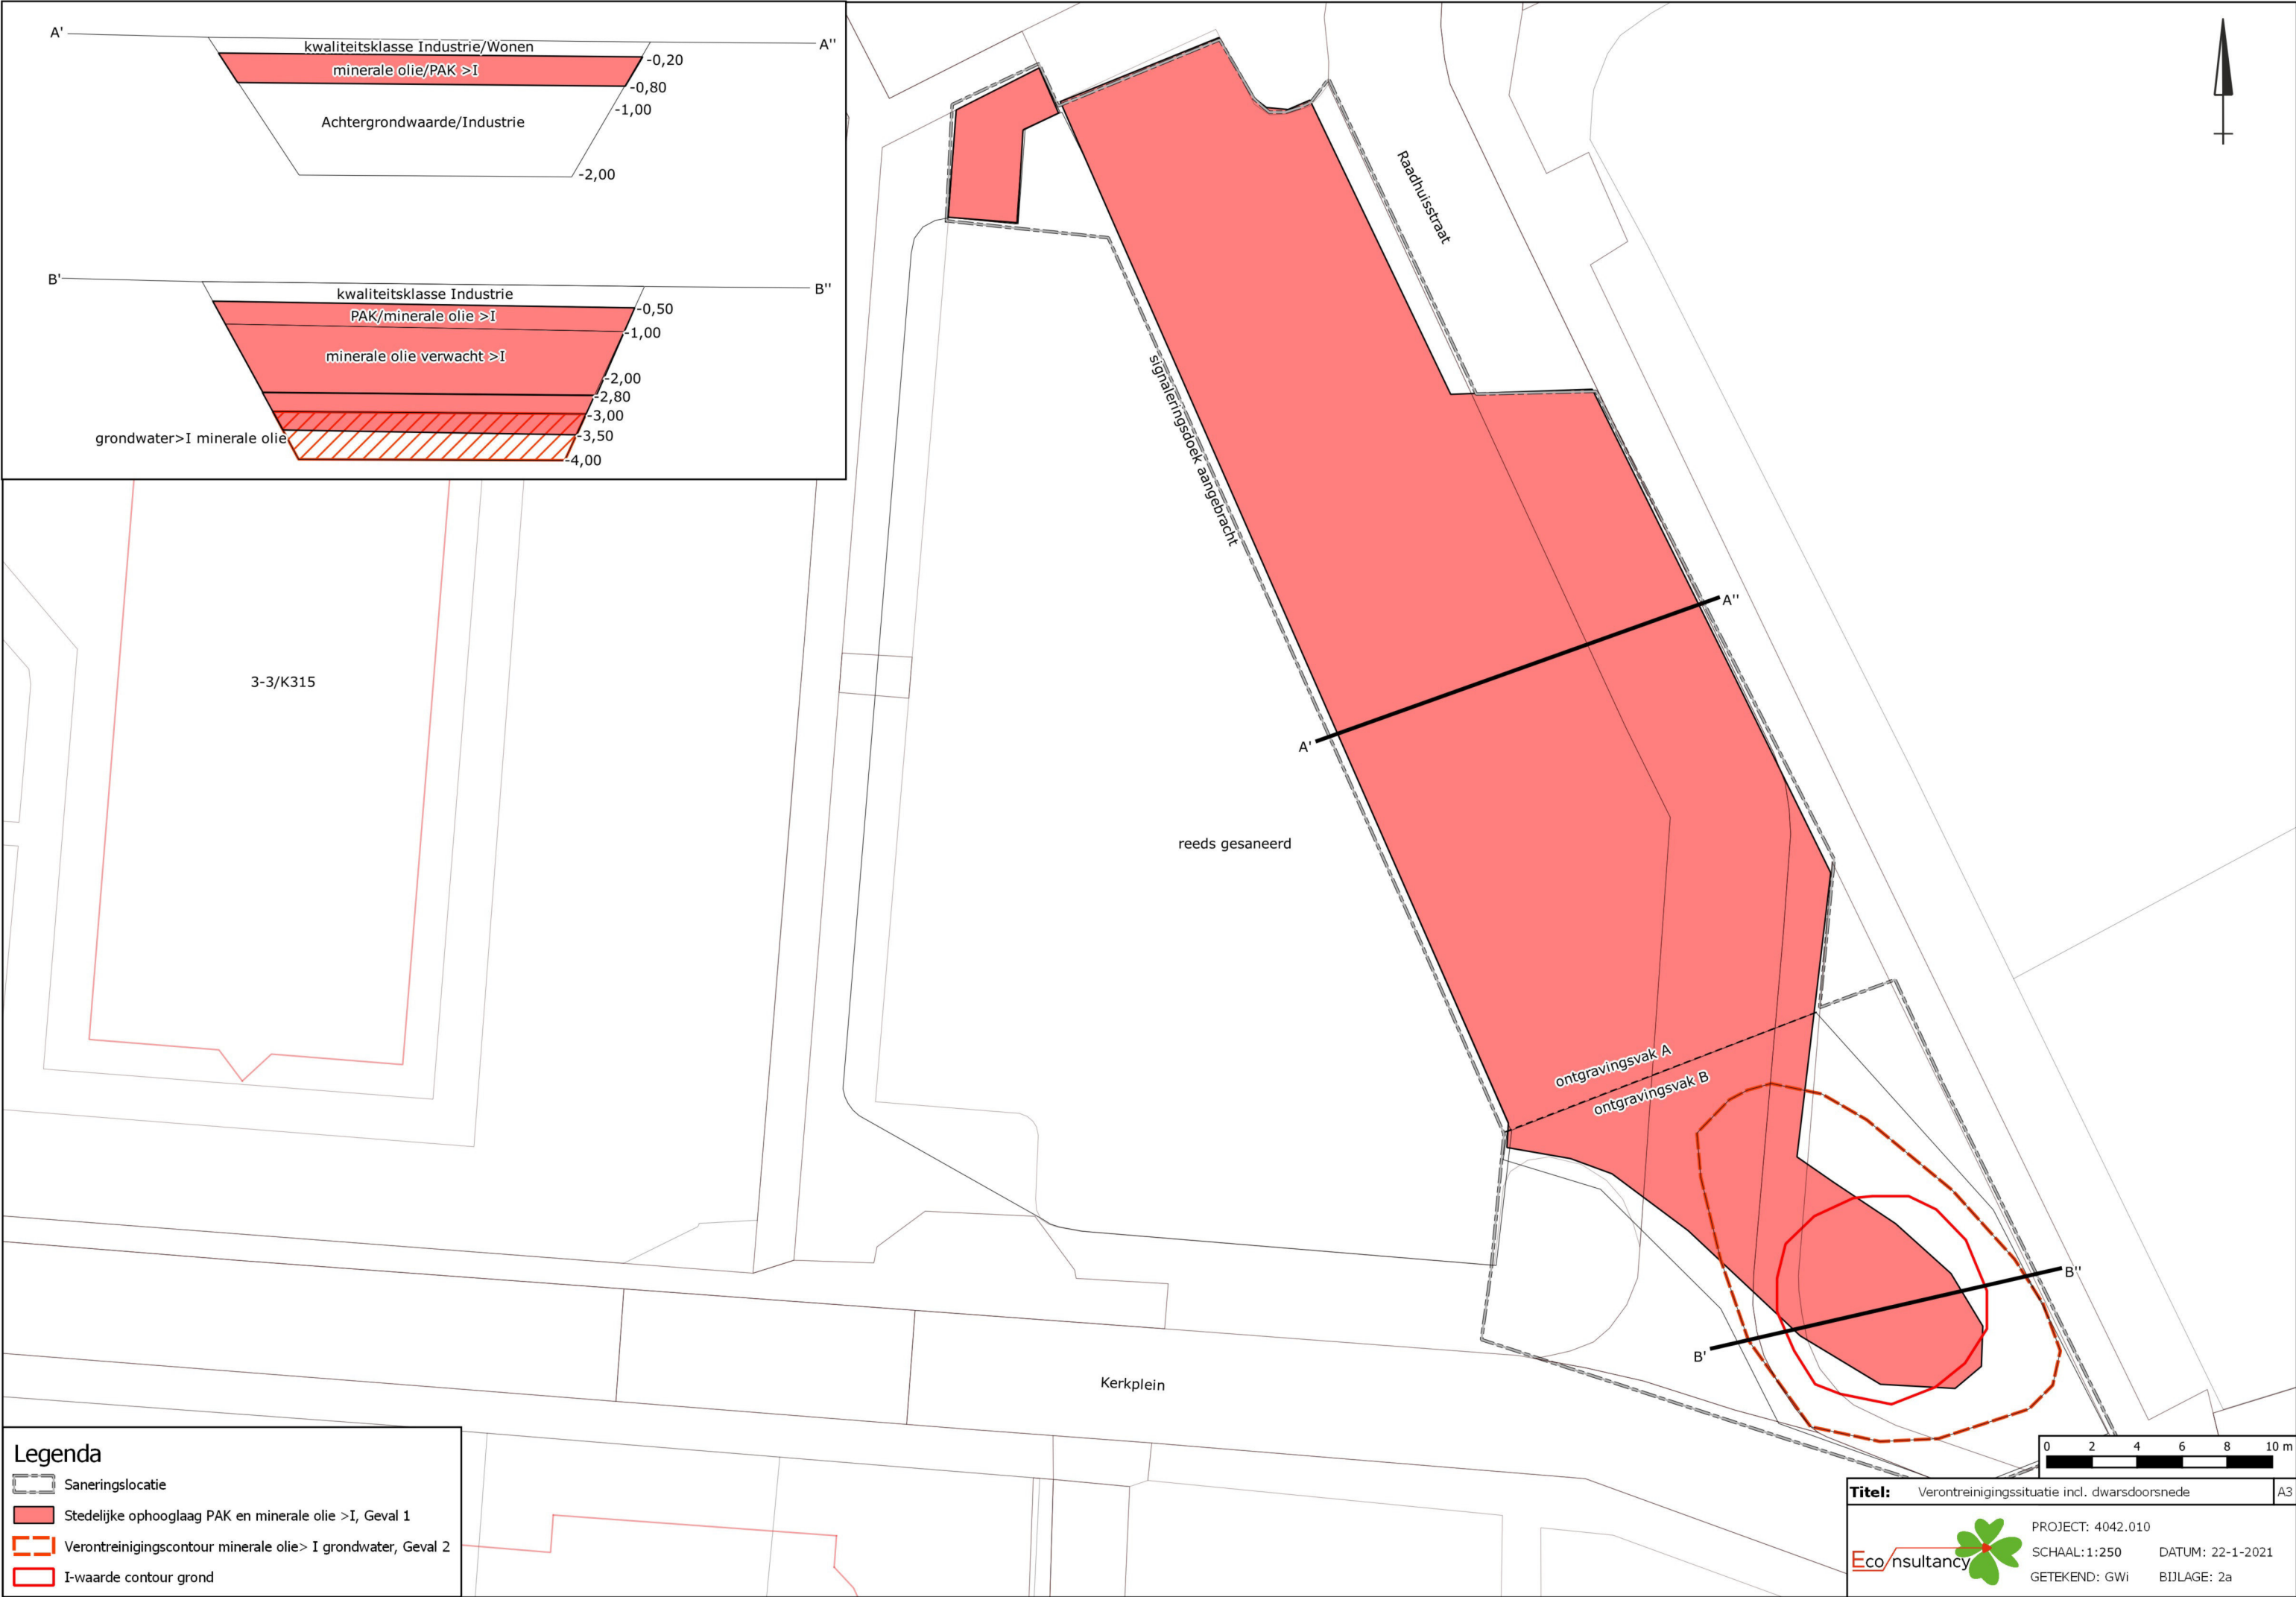 A'
kwaliteitsklasse Industrie/Wonen
A''
minerale olie/PAK >I
-0,20
-0,80
-1,00
Achtergrondwaarde/Industrie
-2,00
B'
kwaliteitsklasse Industrie
B''
-0,50
PAK/minerale olie >I
-1,00
minerale olie verwacht >I
-2,00
-2,80
-3,00
-3,50
grondwater>I minerale olie
-4,00
Raadhuisstraat
signaleringsdoek aangebracht
A''
A'
3-3/K315
reeds gesaneerd
ontgravingsvak A
ontgravingsvak B
B''
B'
Kerkplein
Legenda
Saneringslocatie
Stedelijke ophooglaag PAK en minerale olie >I, Geval 1
Verontreinigingscontour minerale olie> I grondwater, Geval 2
I-waarde contour grond
0 2 4 6 8 10 m
Titel: Verontreinigingssituatie incl. dwarsdoorsnede A3
Econsultancy
PROJECT: 4042.010
SCHAAL:1:250 DATUM: 22-1-2021
GETEKEND: GWi BIJLAGE: 2a